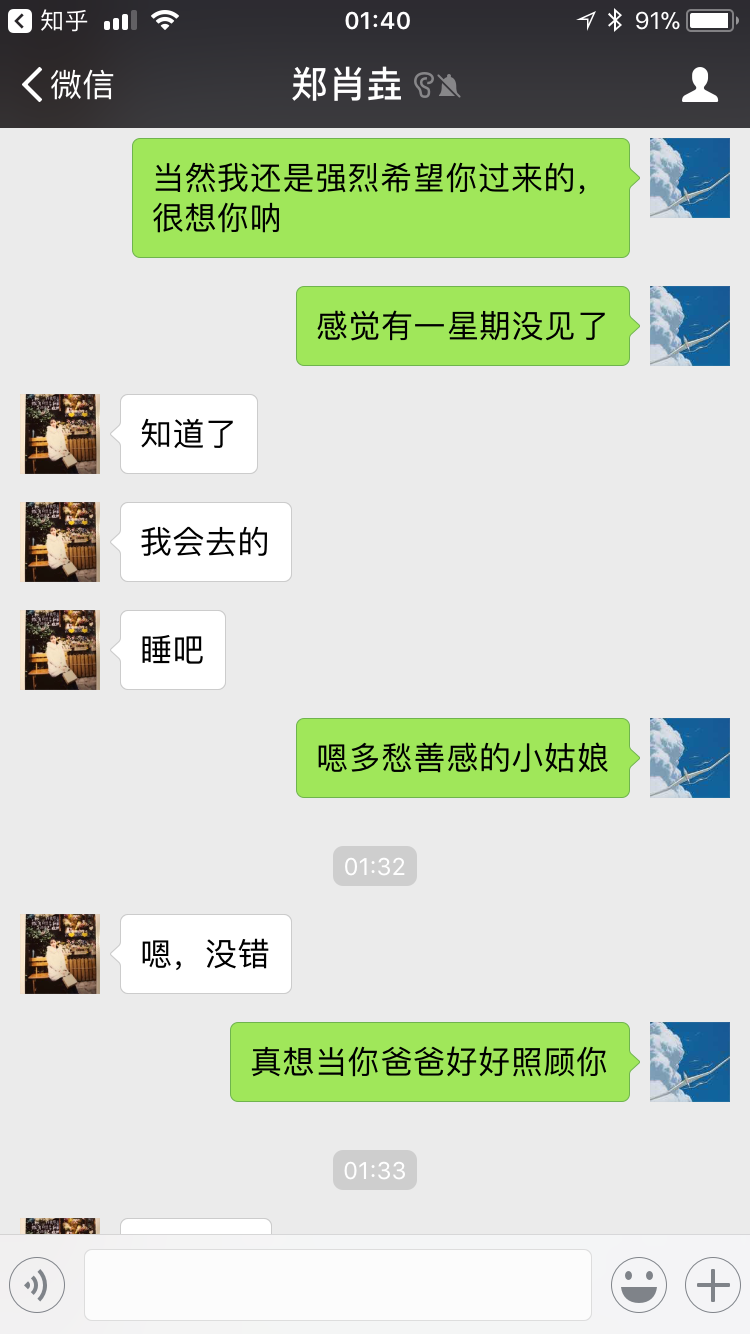 知乎 01:40 91%
微信 郑肖垚
当然我还是强烈希望你过来的，
很想你呐
感觉有一星期没见了
知道了
我会去的
睡吧
嗯多愁善感的小姑娘
01:32
嗯，没错
真想当你爸爸好好照顾你
01:33